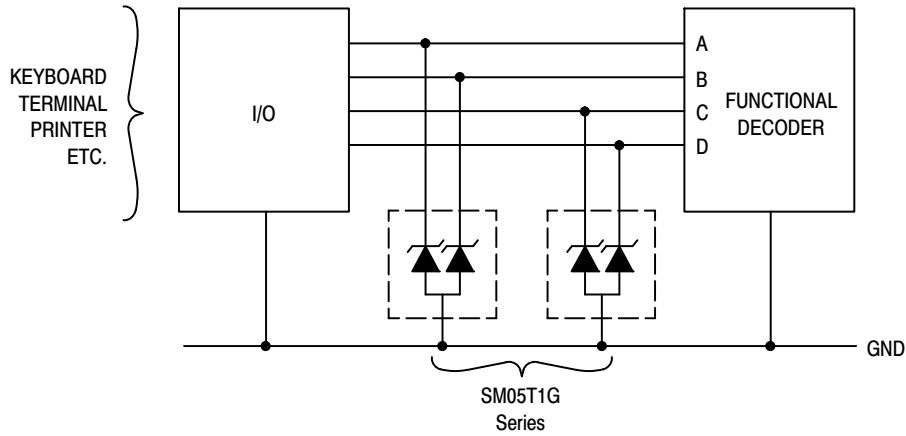 KEYBOARD
TERMINAL
PRINTER
ETC.
I/O
A
B
C
D
FUNCTIONAL
DECODER
GND
SM05T1G
Series